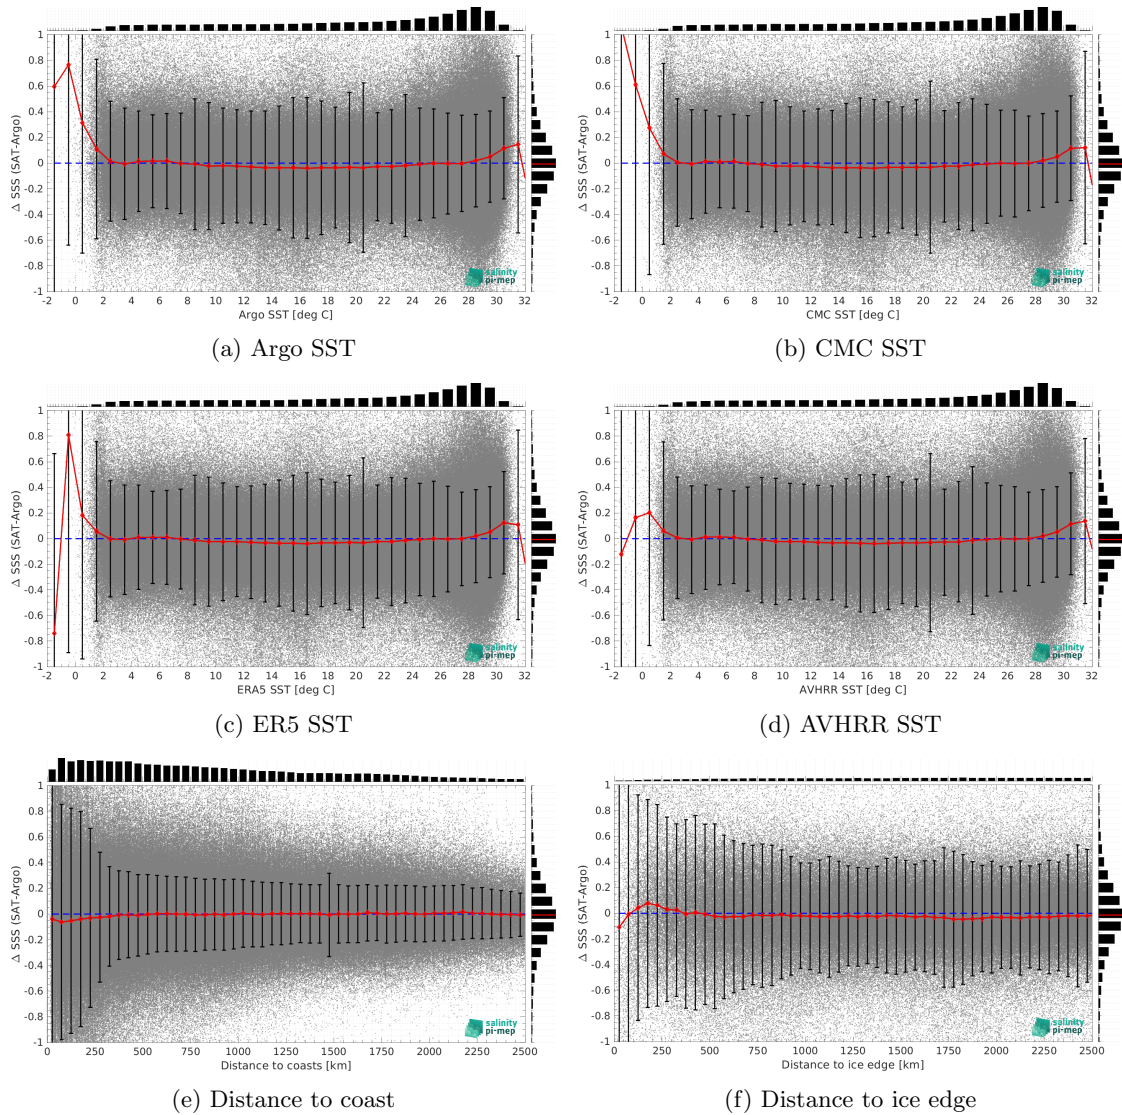 1
0.8
0.6
0.4
0.2
0
-0.2
-0.4
-0.6
-0.8
-1
Δ SSS (SAT-Argo)
-2 0 2 4 6 8 10 12 14 16 18 20 22 24 26 28 30 32
Argo SST [deg C]
salinity
pi-mep
(a) Argo SST
1
0.8
0.6
0.4
0.2
0
-0.2
-0.4
-0.6
-0.8
-1
Δ SSS (SAT-Argo)
-2 0 2 4 6 8 10 12 14 16 18 20 22 24 26 28 30 32
CMC SST [deg C]
salinity
pi-mep
(b) CMC SST
1
0.8
0.6
0.4
0.2
0
-0.2
-0.4
-0.6
-0.8
-1
Δ SSS (SAT-Argo)
-2 0 2 4 6 8 10 12 14 16 18 20 22 24 26 28 30 32
ERA5 SST [deg C]
salinity
pi-mep
(c) ER5 SST
1
0.8
0.6
0.4
0.2
0
-0.2
-0.4
-0.6
-0.8
-1
Δ SSS (SAT-Argo)
-2 0 2 4 6 8 10 12 14 16 18 20 22 24 26 28 30 32
AVHRR SST [deg C]
salinity
pi-mep
(d) AVHRR SST
1
0.8
0.6
0.4
0.2
0
-0.2
-0.4
-0.6
-0.8
-1
Δ SSS (SAT-Argo)
0 250 500 750 1000 1250 1500 1750 2000 2250 2500
Distance to coasts [km]
salinity
pi-mep
(e) Distance to coast
1
0.8
0.6
0.4
0.2
0
-0.2
-0.4
-0.6
-0.8
-1
Δ SSS (SAT-Argo)
0 250 500 750 1000 1250 1500 1750 2000 2250 2500
Distance to ice edge [km]
salinity
pi-mep
(f) Distance to ice edge